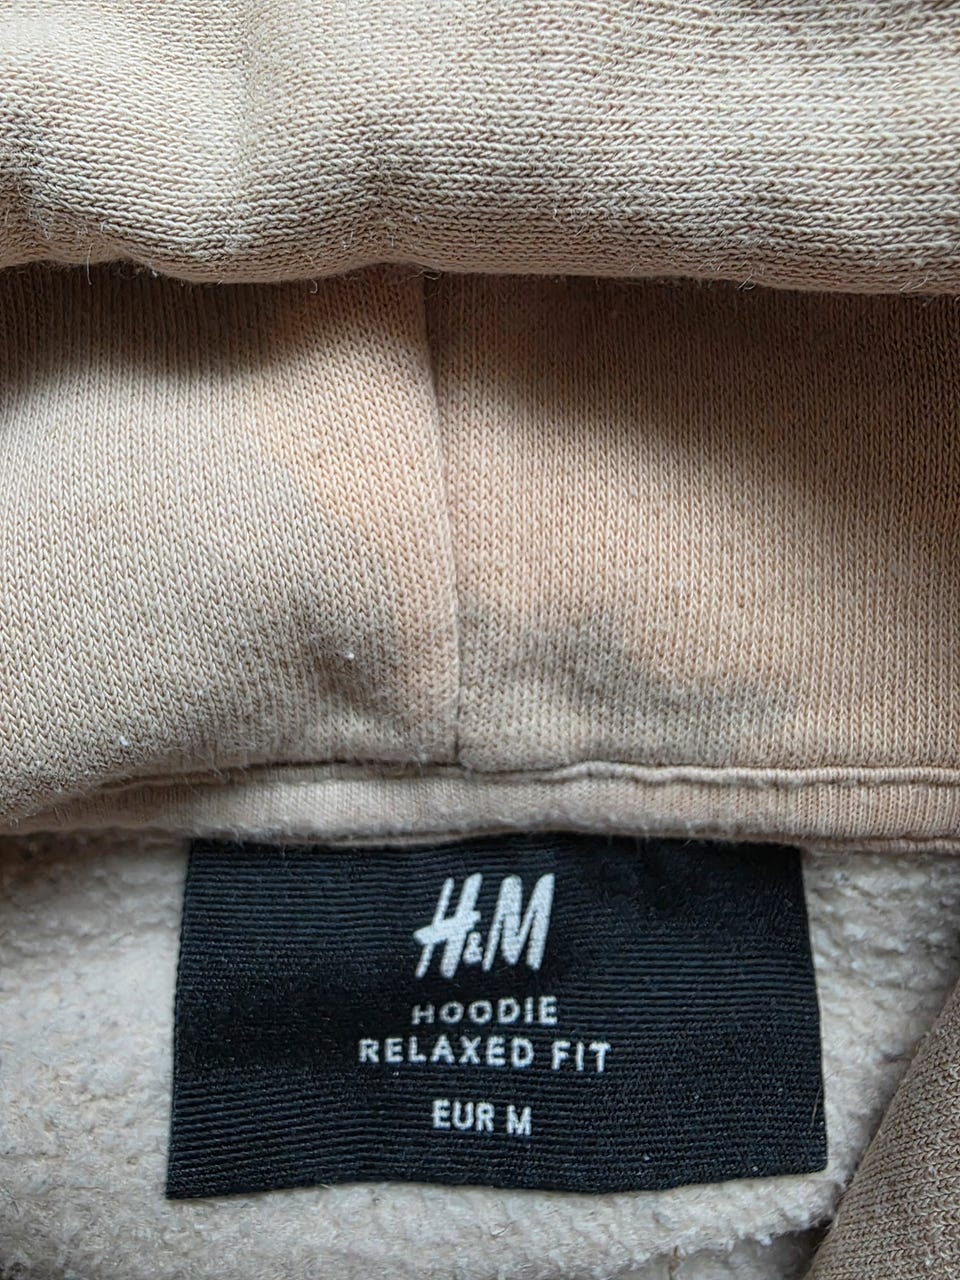 H&M
HOODIE
RELAXED FIT
EUR M